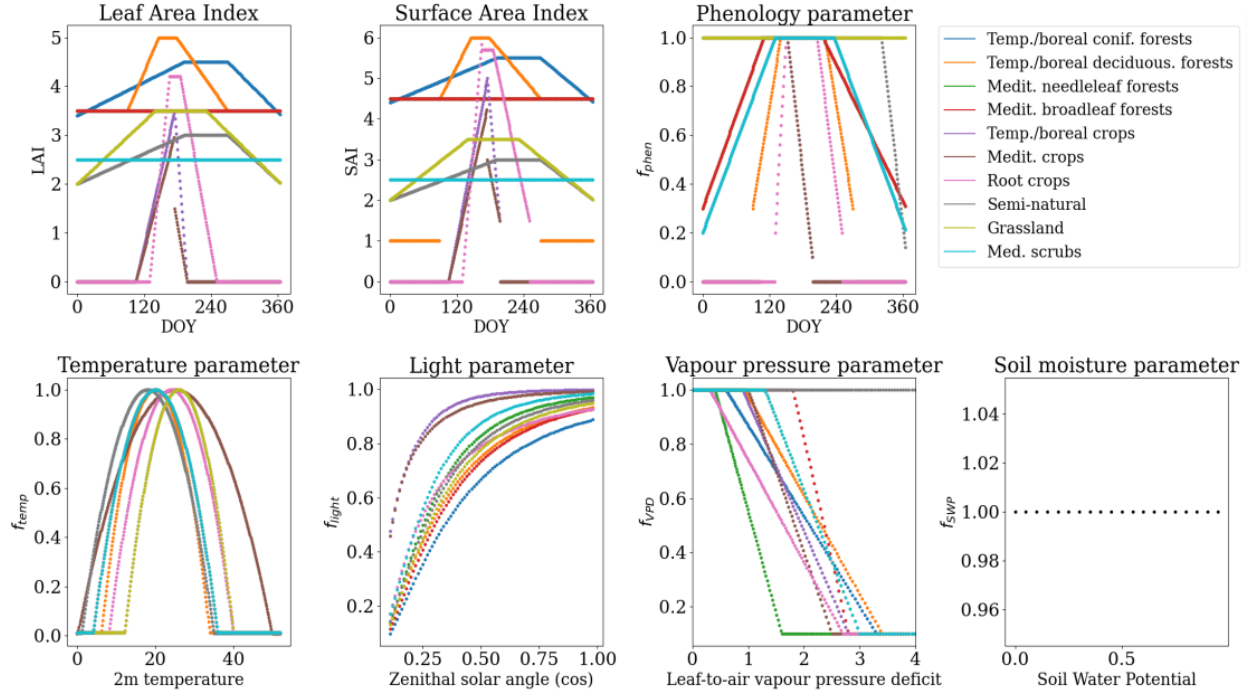 Leaf Area Index
Surface Area Index
Phenology parameter
5
4
3
2
1
0
LAI
0 120 240 360
DOY
6
5
4
3
2
1
0
SAI
0 120 240 360
DOY
1.0
0.8
0.6
0.4
0.2
0.0
fphen
0 120 240 360
DOY
Temp./boreal conif. forests
Temp./boreal deciduous. forests
Medit. needleleaf forests
Medit. broadleaf forests
Temp./boreal crops
Medit. crops
Root crops
Semi-natural
Grassland
Med. scrubs
Temperature parameter
Light parameter
Vapour pressure parameter
Soil moisture parameter
1.0
0.8
0.6
0.4
0.2
0.0
ftemp
0 20 40
2m temperature
1.0
0.8
0.6
0.4
0.2
flight
0.25 0.50 0.75 1.00
Zenithal solar angle (cos)
1.0
0.8
0.6
0.4
0.2
fVPD
0 1 2 3 4
Leaf-to-air vapour pressure deficit
1.04
1.02
1.00
0.98
0.96
fSWP
0.0 0.5
Soil Water Potential